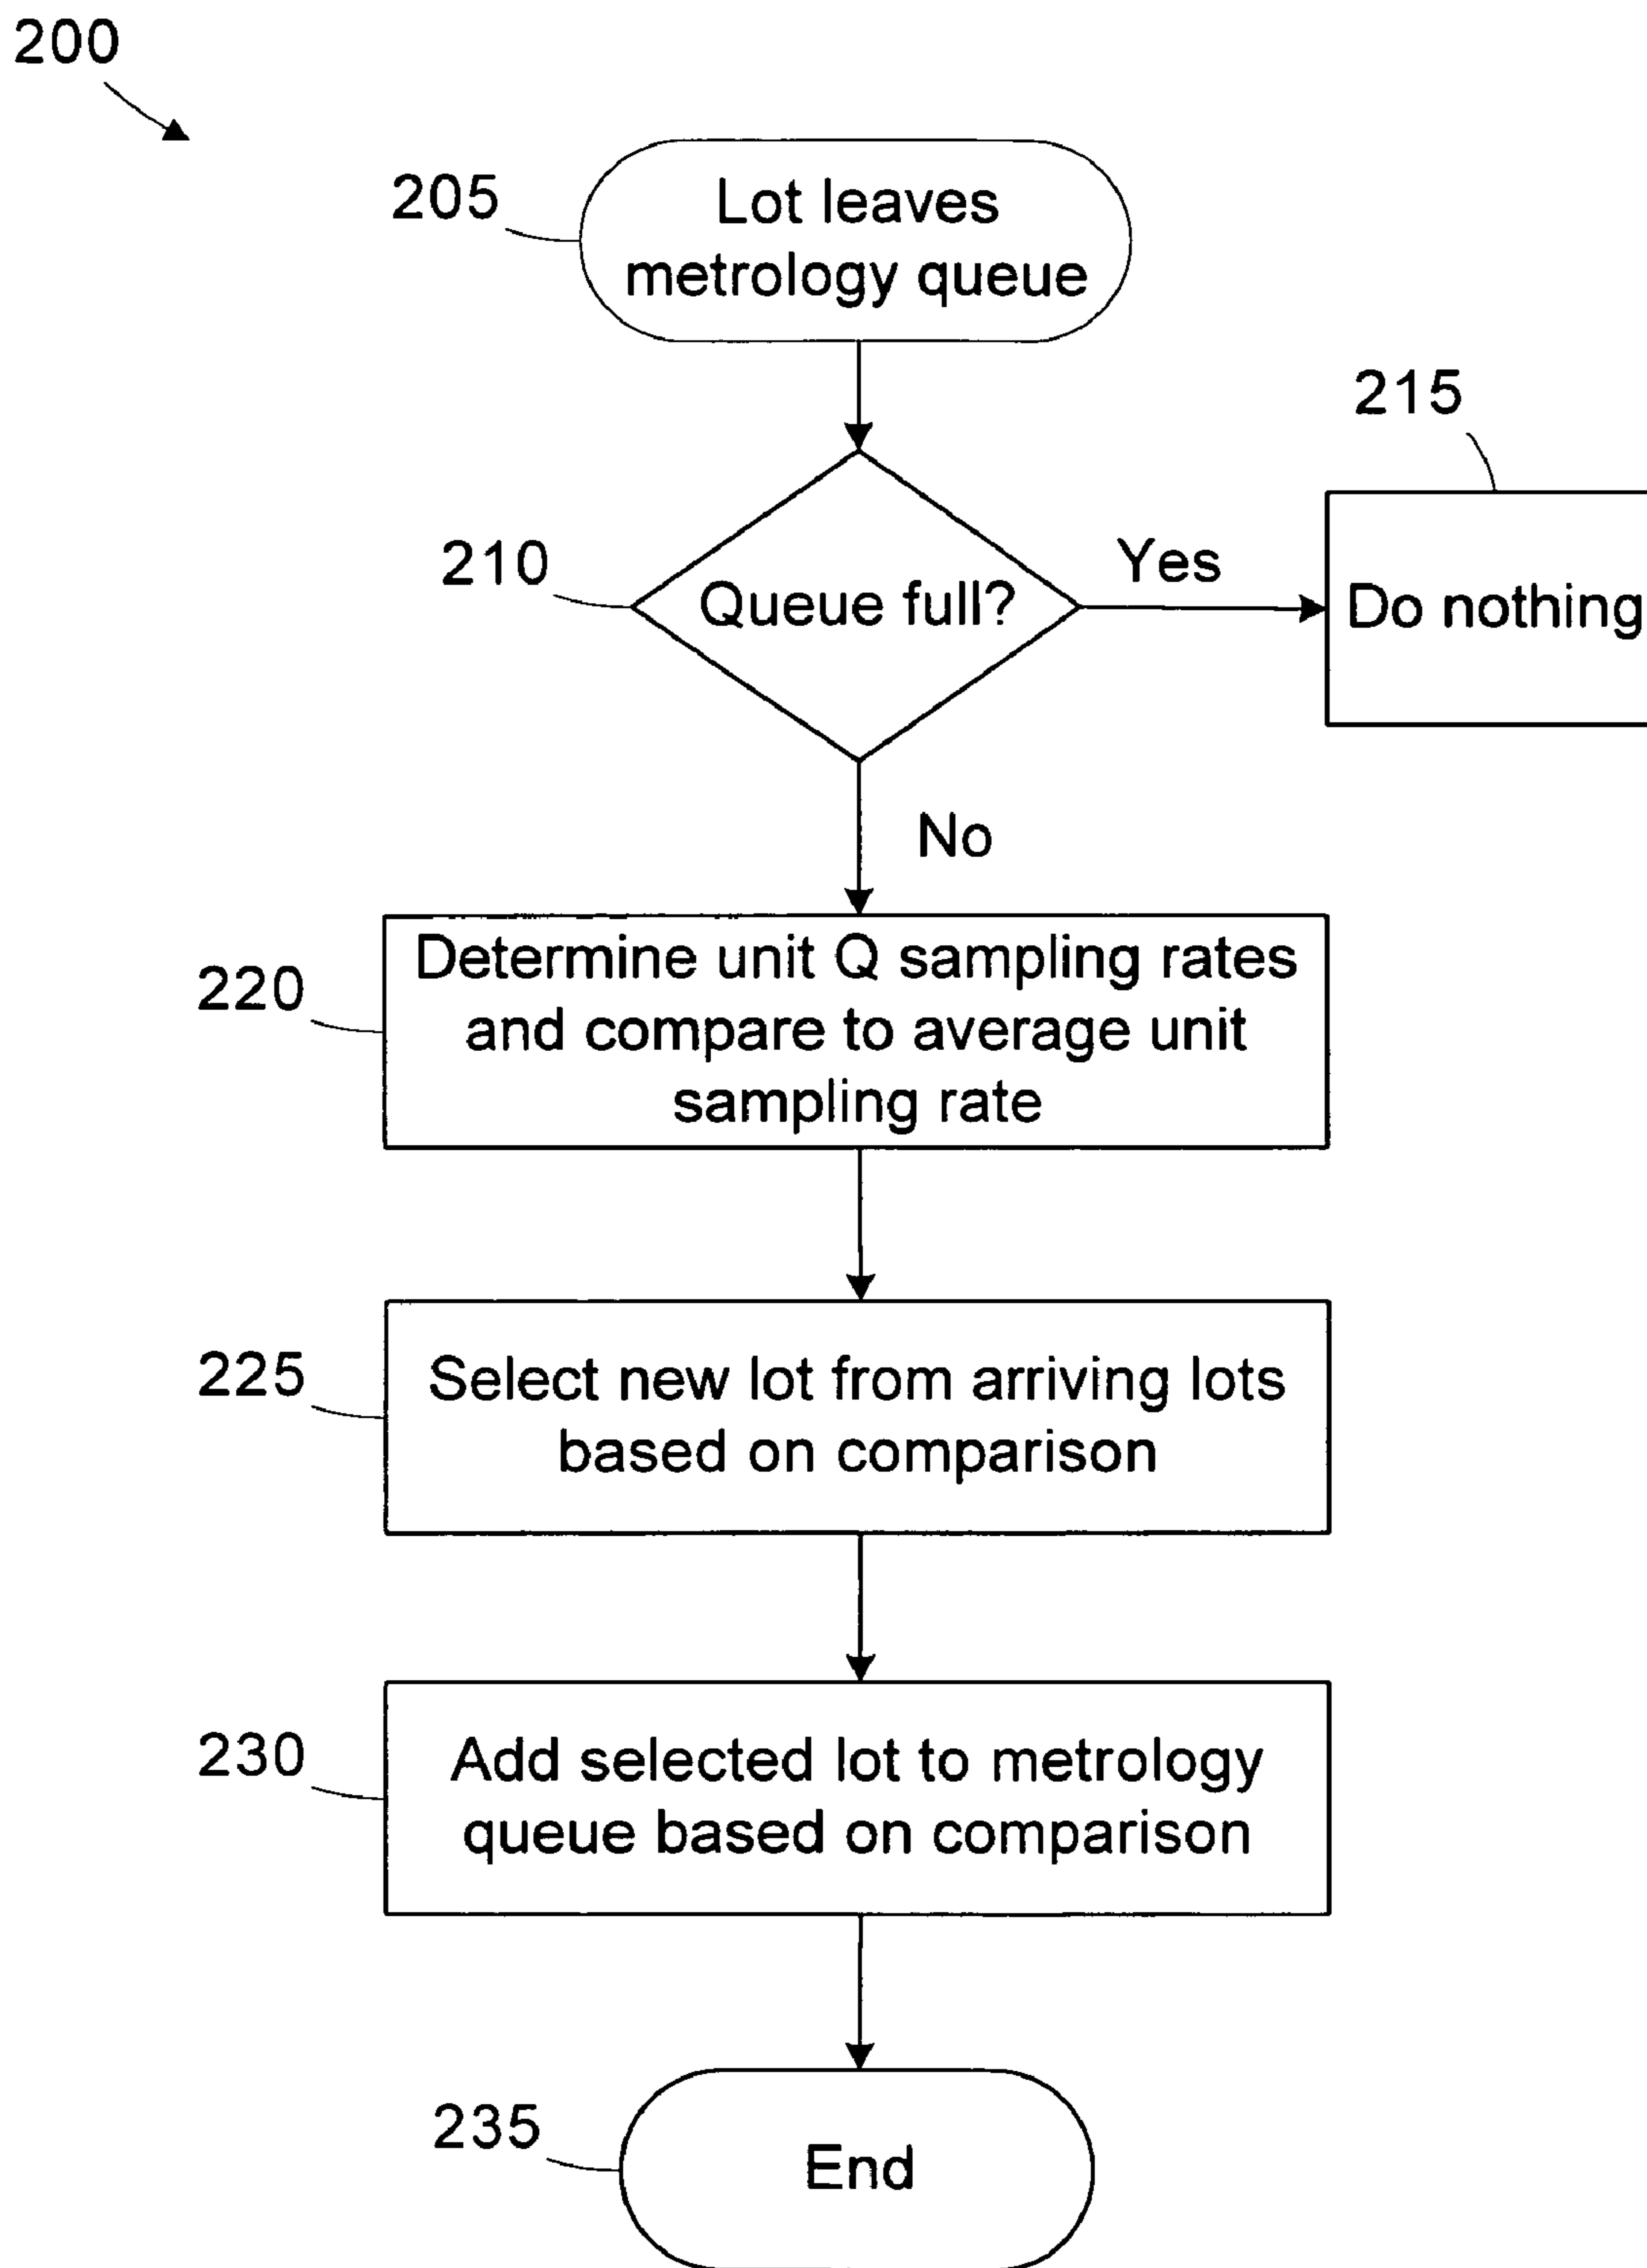 200
205
Lot leaves
metrology queue
215
210
Queue full?
Yes
Do nothing
No
220
Determine unit Q sampling rates
and compare to average unit
sampling rate
225
Select new lot from arriving lots
based on comparison
230
Add selected lot to metrology
queue based on comparison
235
End